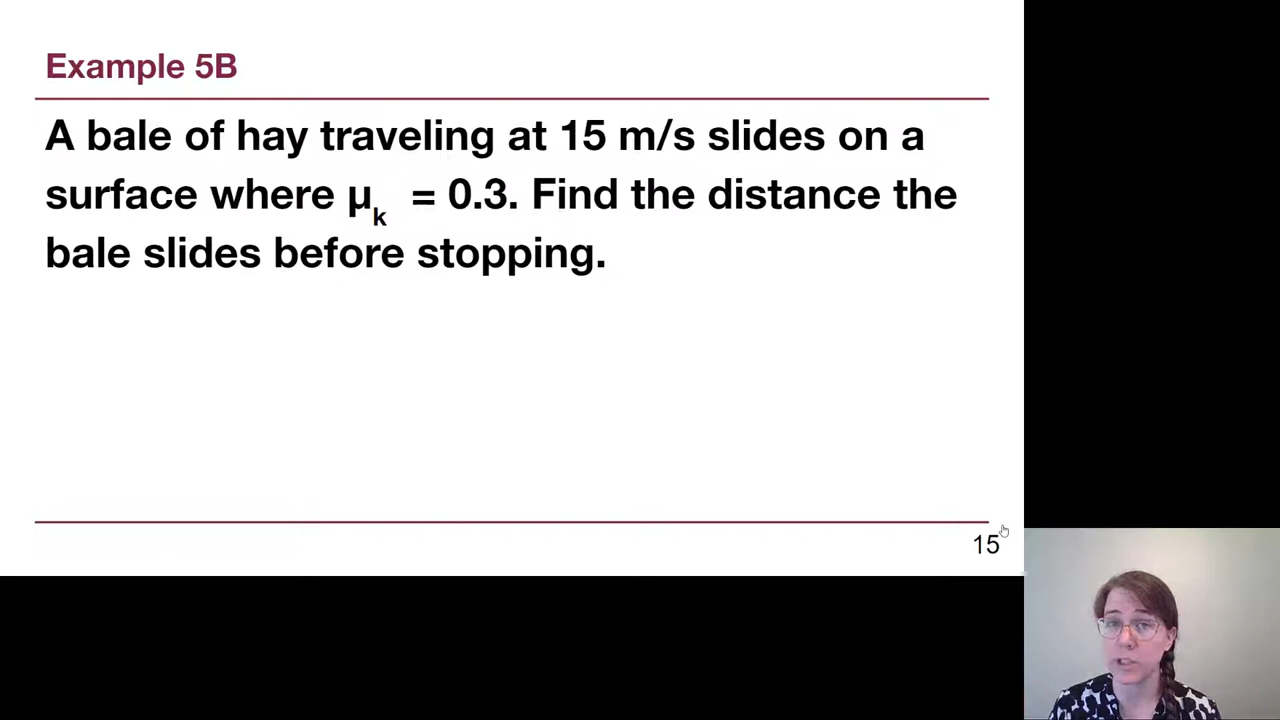 Example 5B
A bale of hay traveling at 15 m/s slides on a
surface where μk = 0.3. Find the distance the
bale slides before stopping.
15